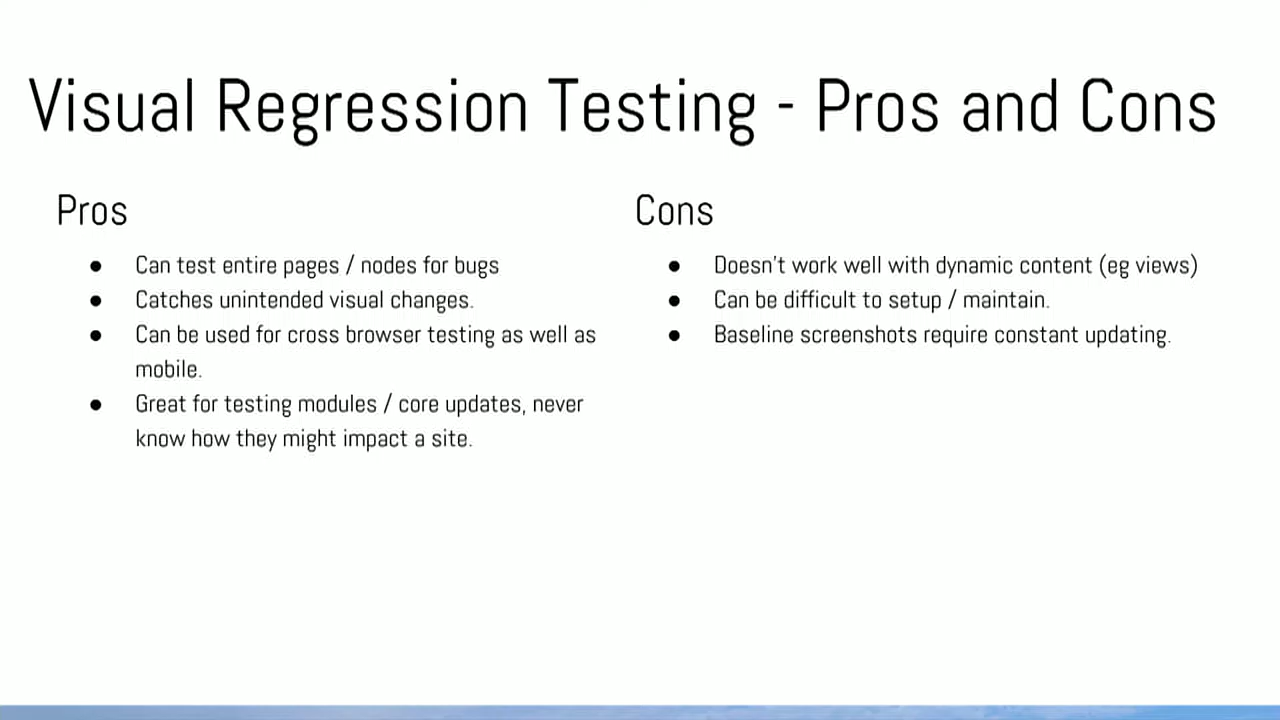 Visual Regression Testing - Pros and Cons
Pros
● Can test entire pages / nodes for bugs
● Catches unintended visual changes.
● Can be used for cross browser testing as well as
mobile.
● Great for testing modules / core updates, never
know how they might impact a site.
Cons
● Doesn't work well with dynamic content (eg views)
● Can be difficult to setup / maintain.
● Baseline screenshots require constant updating.